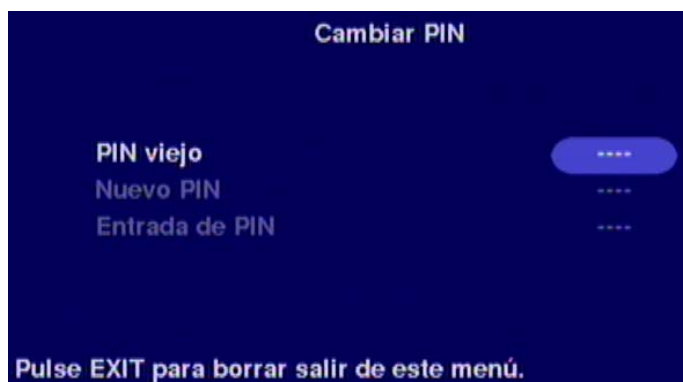 Cambiar PIN
PIN viejo ----
Nuevo PIN ----
Entrada de PIN ----
Pulse EXIT para borrar salir de este menú.